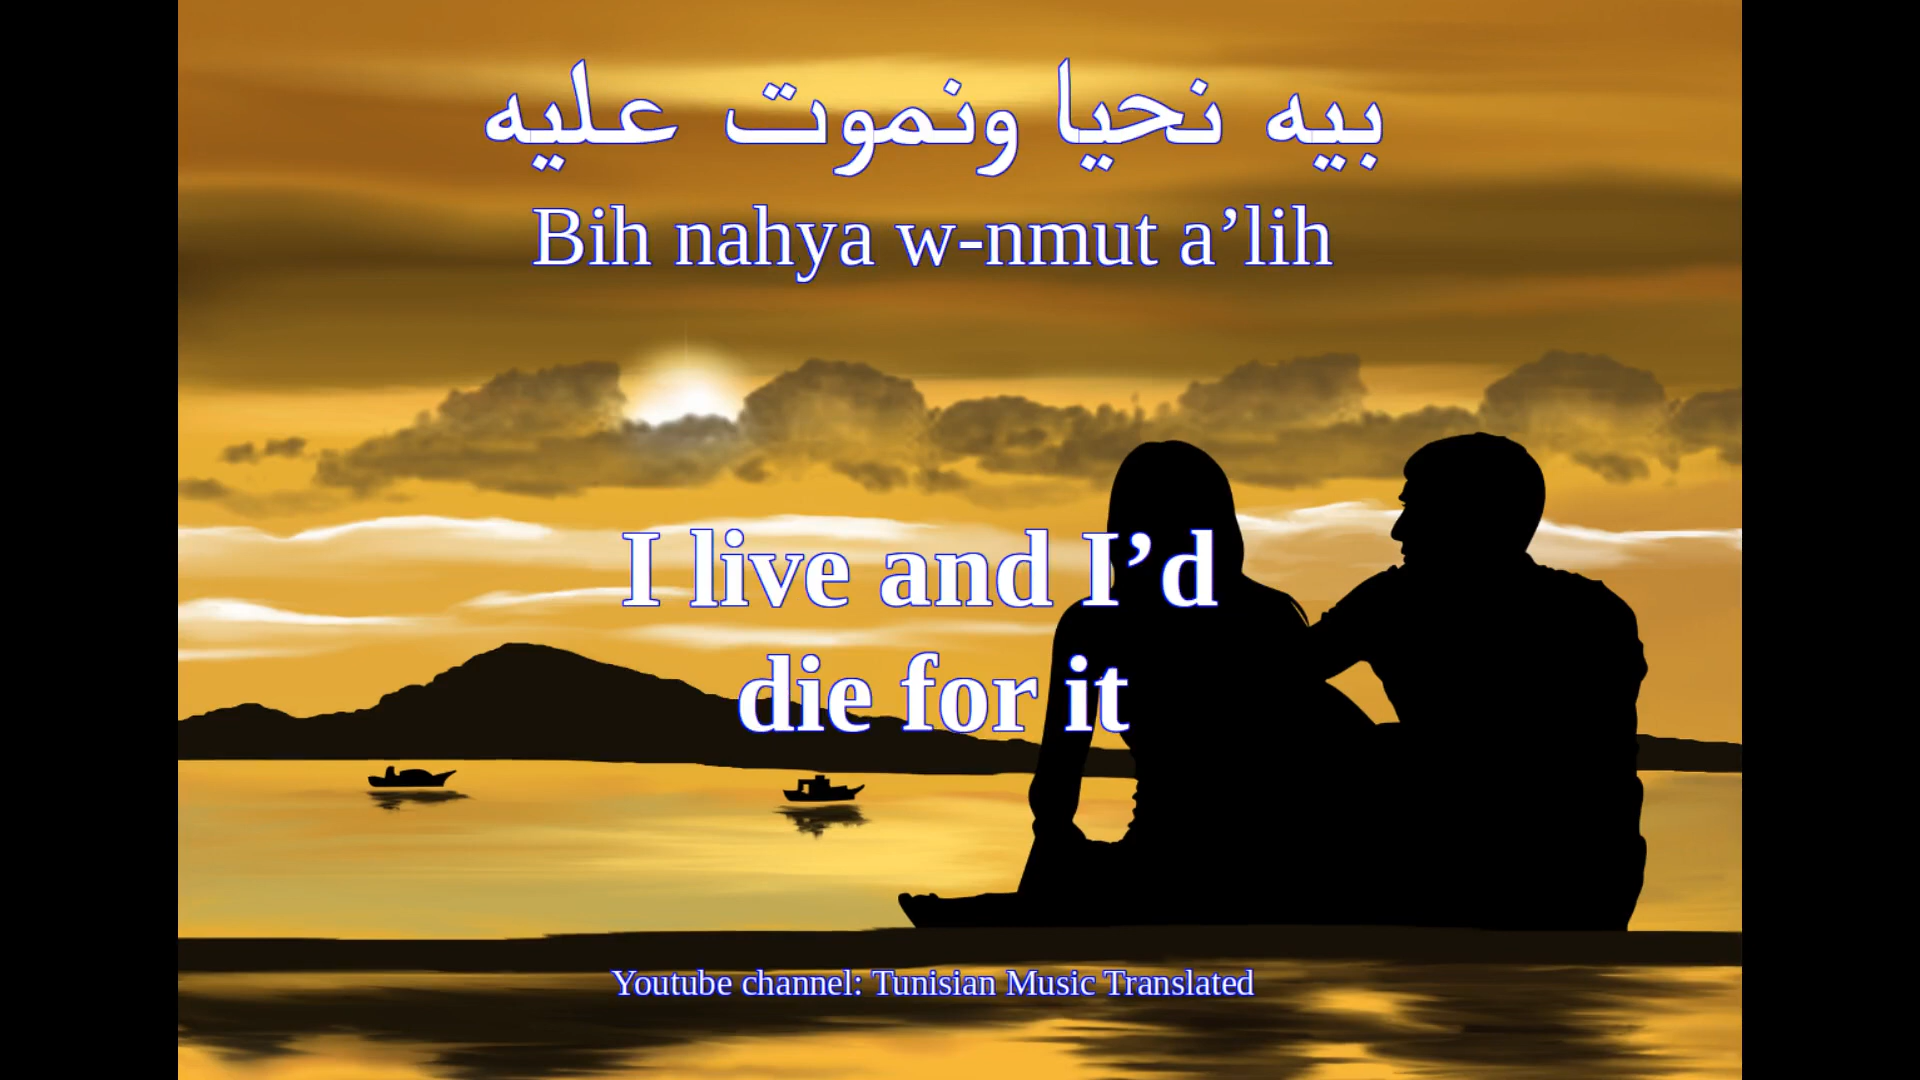 بيه نحيا ونموت عليه
Bih nahya w-nmut a’lih
I live and I’d
die for it
Youtube channel: Tunisian Music Translated